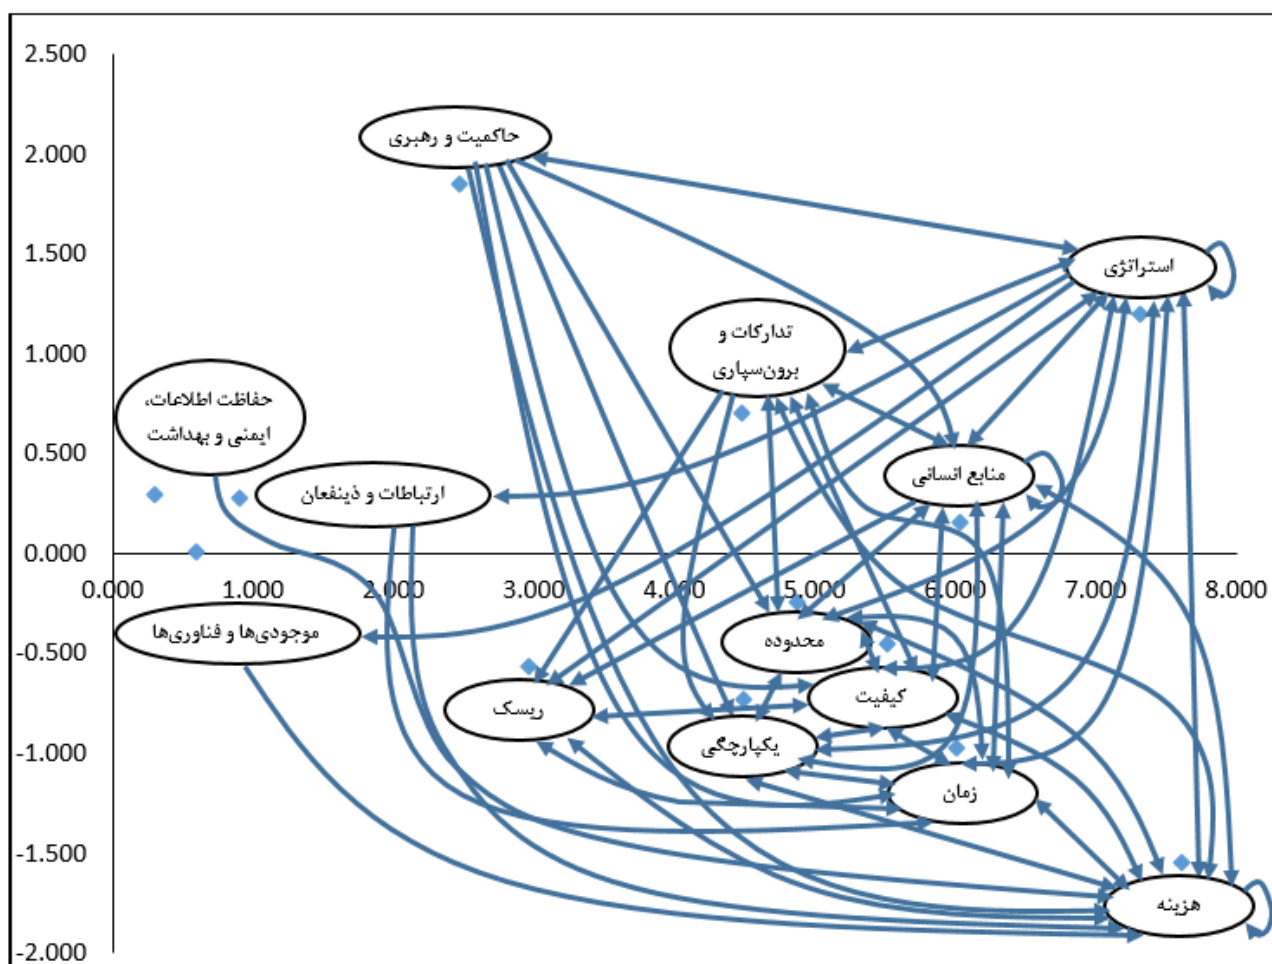 2.500
2.000
1.500
1.000
0.500
0.000
-0.500
-1.000
-1.500
-2.000
0.000 1.000 2.000 3.000 4.000 5.000 6.000 7.000 8.000
حاکمیت و رهبری
استراتژی
تدارکات و
برون‌سپاری
حفاظت اطلاعات،
ایمنی و بهداشت
ارتباطات و ذینفعان
منابع انسانی
موجودی‌ها و فناوری‌ها
محدوده
کیفیت
ریسک
یکپارچگی
زمان
هزینه